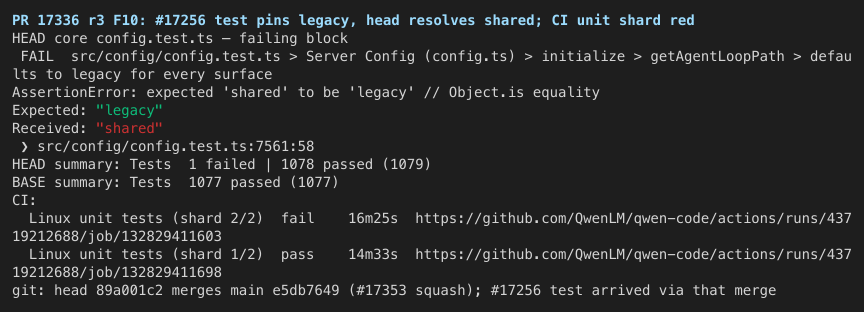 PR 17336 r3 F10: #17256 test pins legacy, head resolves shared; CI unit shard red
HEAD core config.test.ts — failing block
 FAIL  src/config/config.test.ts > Server Config (config.ts) > initialize > getAgentLoopPath > defau
lts to legacy for every surface
AssertionError: expected 'shared' to be 'legacy' // Object.is equality
Expected: "legacy"
Received: "shared"
 ❯ src/config/config.test.ts:7561:58
HEAD summary: Tests  1 failed | 1078 passed (1079)
BASE summary: Tests  1077 passed (1077)
CI:
  Linux unit tests (shard 2/2)  fail    16m25s  https://github.com/QwenLM/qwen-code/actions/runs/437
19212688/job/132829411603
  Linux unit tests (shard 1/2)  pass    14m33s  https://github.com/QwenLM/qwen-code/actions/runs/437
19212688/job/132829411698
git: head 89a001c2 merges main e5db7649 (#17353 squash); #17256 test arrived via that merge